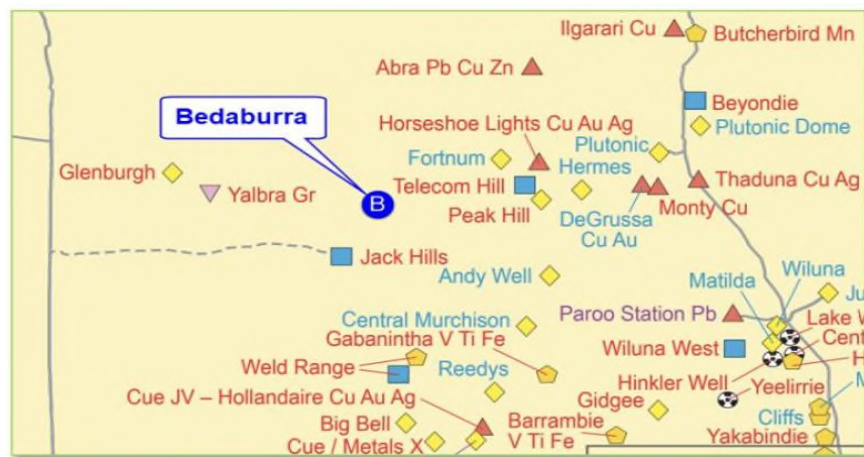 Ilgarari Cu
Butcherbird Mn
Abra Pb Cu Zn
Beyondie
Bedaburra
Horseshoe Lights Cu Au Ag
Plutonic Dome
Plutonic
Hermes
Fortnum
Glenburgh
Yalbra Gr
Telecom Hill
Thaduna Cu Ag
B
Peak Hill
Monty Cu
DeGrussa
Cu Au
Jack Hills
Andy Well
Matilda
Wiluna
Ju
Paroo Station Pb
Lake W
Central Murchison
Gabanintha V Ti Fe
Wiluna West
Cent
H
Weld Range
Reedys
Hinkler Well
Yeelirrie
M
Cue JV – Hollandaire Cu Au Ag
Gidgee
Big Bell
Barrambie
V Ti Fe
Cliffs
Cue / Metals X
Yakabindie